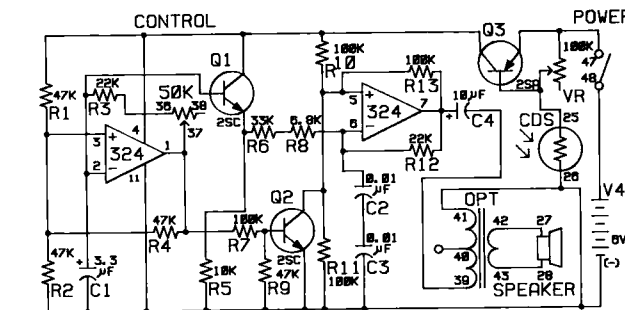 CONTROL
POWER
Q3
Q1
100K
R10
100K
R13
100K
47
48
47K
R1
22K
R3
50K
36
38
37
2SC
10µF
C4
2SA
VR
CDS
25
26
3
2
+
-
324
4
11
1
33K
R6
6.8K
R8
5
6
+
-
324
7
22K
R12
0.01
µF
C2
0.01
µF
C3
Q2
OPT
V4
6V
(-)
47K
R4
100K
R7
2SC
47K
R9
10K
R5
R11
100K
41
40
39
42
43
27
28
SPEAKER
47K
R2
+
3.3
µF
C1